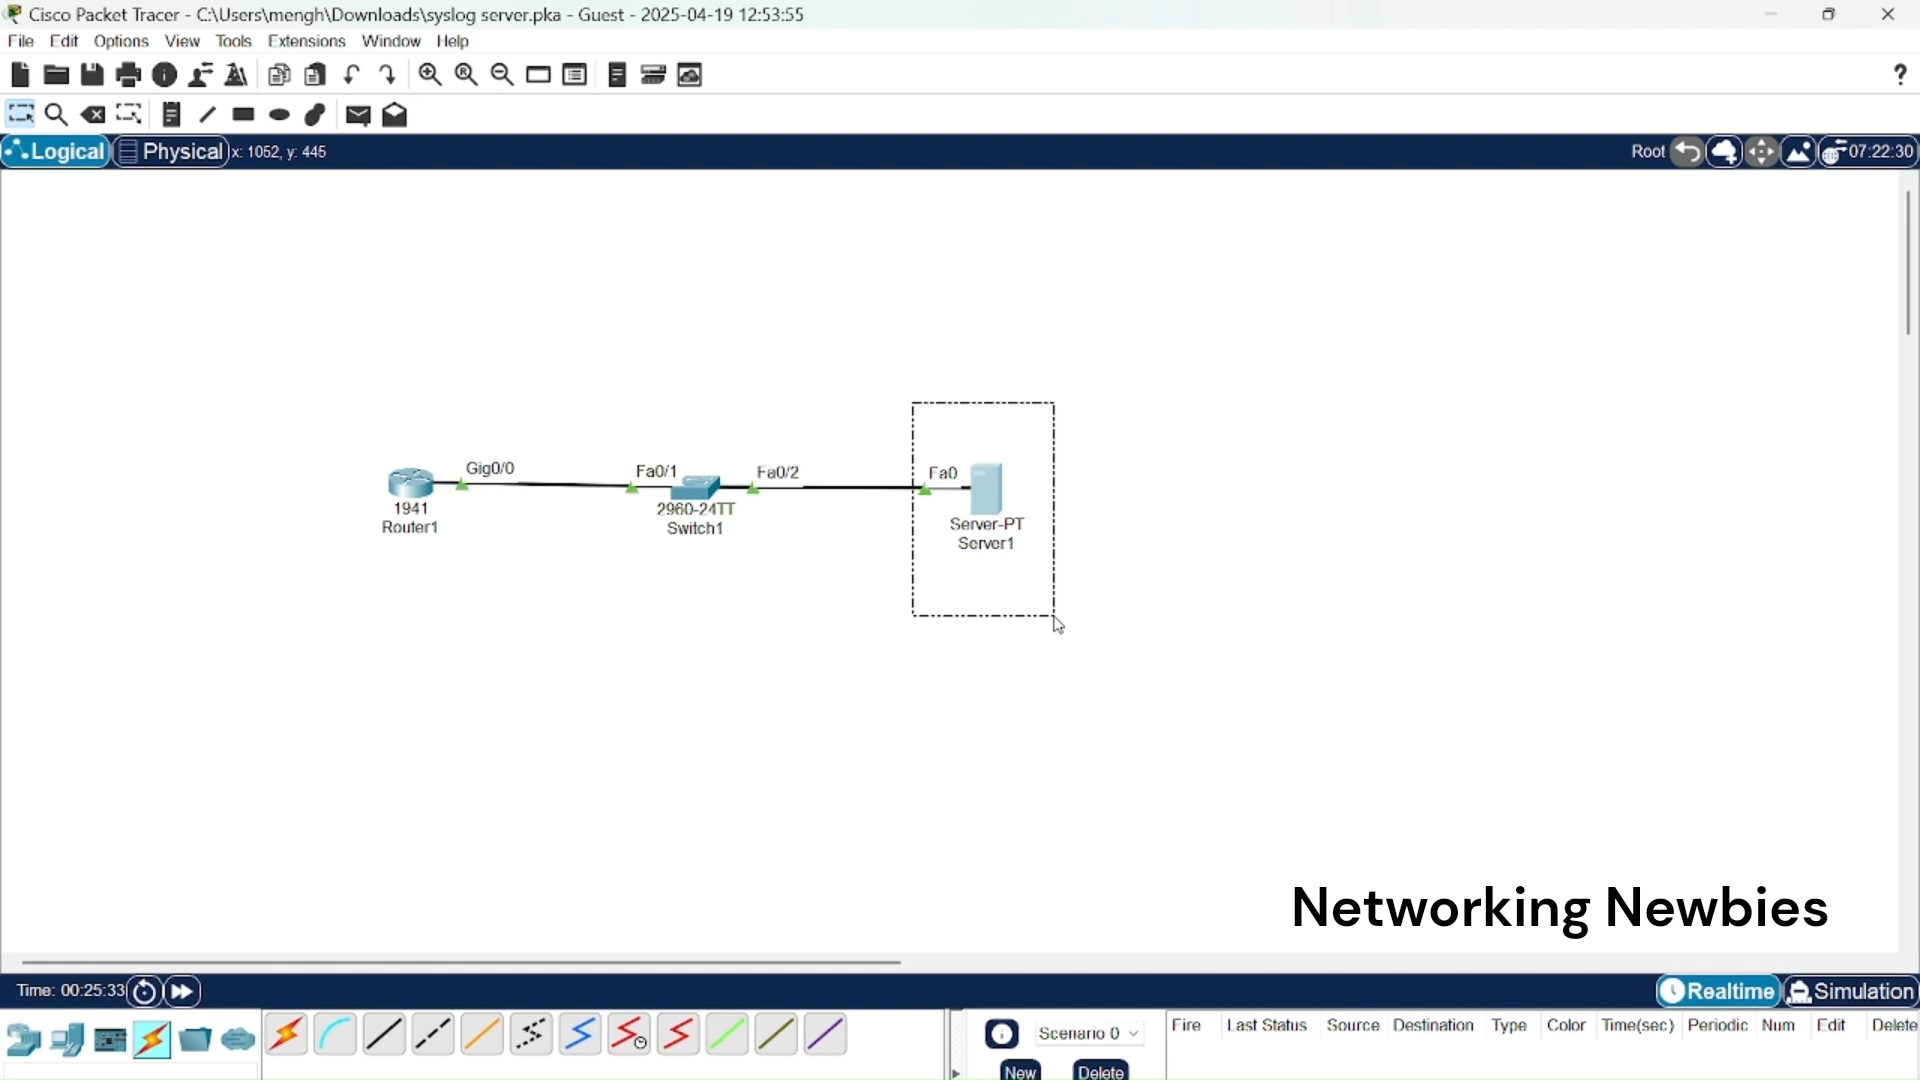 Cisco Packet Tracer - C:\Users\mengh\Downloads\syslog server.pka - Guest - 2025-04-19 12:53:55
File Edit Options View Tools Extensions Window Help
?
Logical Physical x: 1052, y: 445 Root 07:22:30
Gig0/0 Fa0/1 Fa0/2 Fa0
1941
Router1
2960-24TT
Switch1
Server-PT
Server1
Networking Newbies
Time: 00:25:33 Realtime Simulation
Scenario 0 Fire Last Status Source Destination Type Color Time(sec) Periodic Num Edit Delete
New Delete